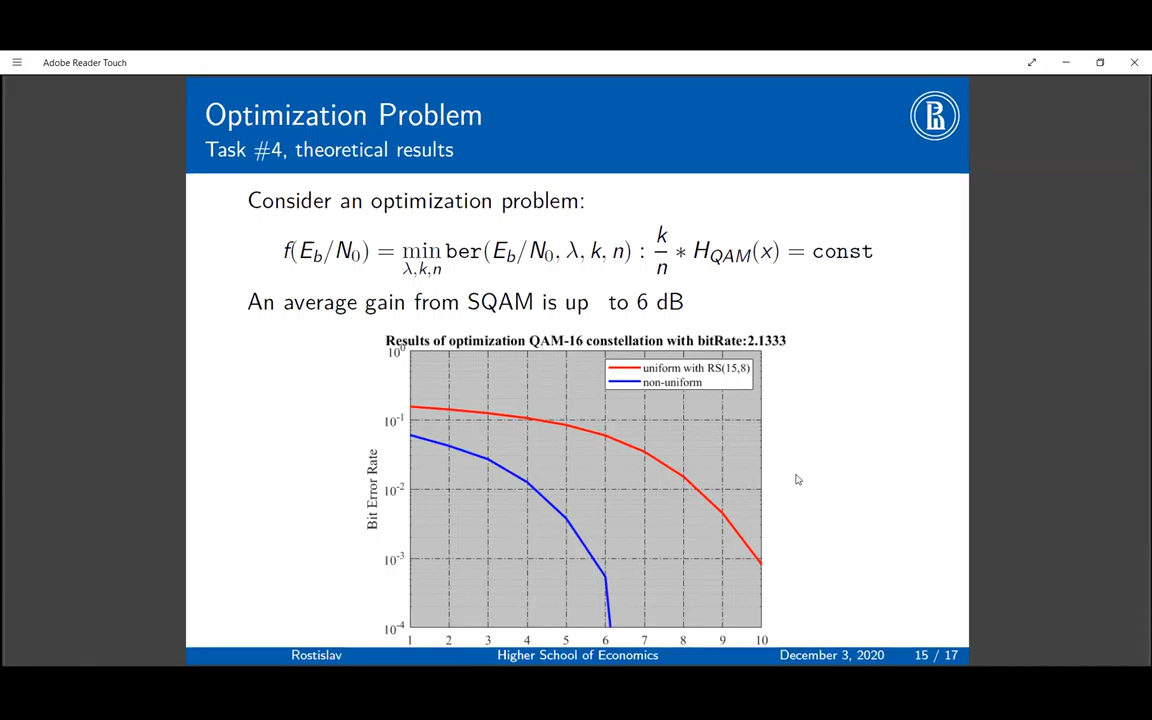 Adobe Reader Touch
Optimization Problem
Task #4, theoretical results
Consider an optimization problem:
f(E_b/N_0) = min_{λ,k,n} ber(E_b/N_0, λ, k, n) : k/n * H_{QAM}(x) = const
An average gain from SQAM is up to 6 dB
Results of optimization QAM-16 constellation with bitRate:2.1333
uniform with RS(15,8)
non-uniform
Bit Error Rate
10^0
10^-1
10^-2
10^-3
10^-4
1 2 3 4 5 6 7 8 9 10
Rostislav Higher School of Economics December 3, 2020 15 / 17